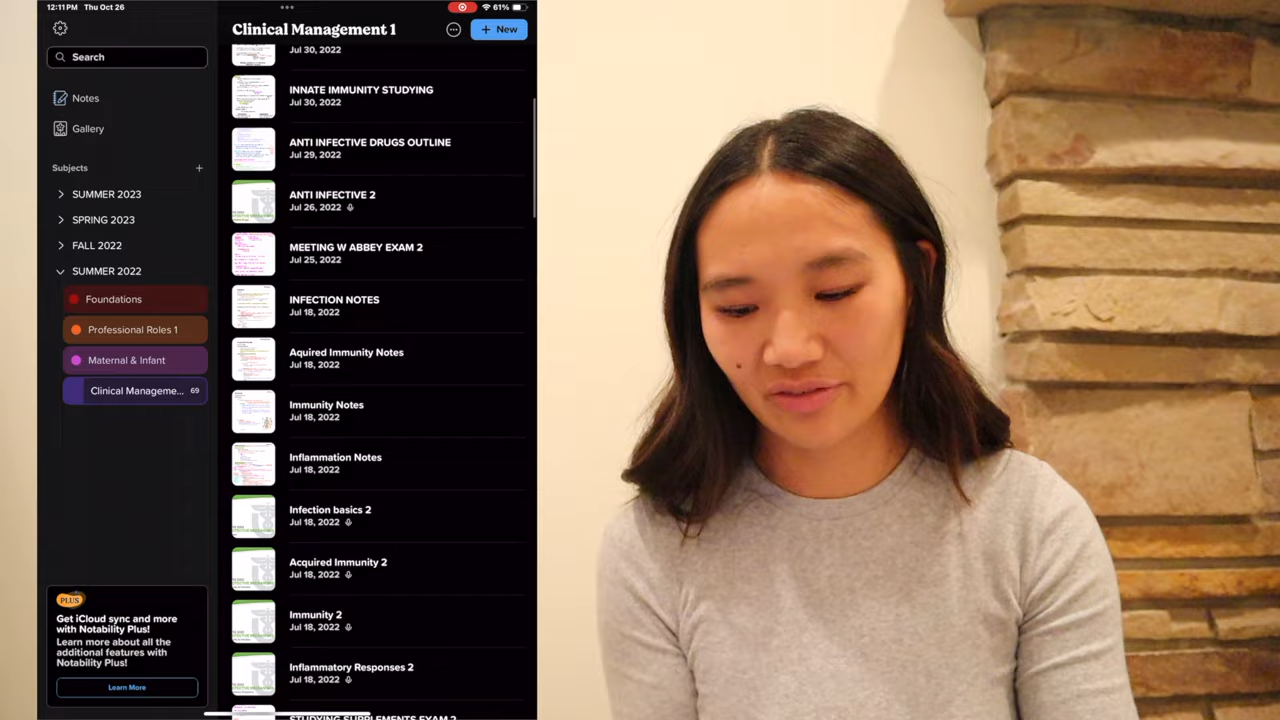 12:11 PM Thu Oct 26
61%
Search
Notes
Gallery
Subjects
SUMMER 2023
SPRING 2023
FALL 2022
SUMMER 2022
Foundations
Professional Roles 1
Maternal & Infant
Clinical Manageme... 69
PLUS
Get iCloud sync and more
with Notability Plus!
Learn more about all the
additional features with
Notability Plus!
Learn More
Clinical Management 1
+ New
Jul 30, 2022
INNATE IMMUNITY STUDYING
Jul 30, 2022
ANTI INFECTIVE DRUG OUTLINE
Jul 28, 2022
ANTI INFECTIVE 2
Jul 26, 2022
MEETING W ABBEY EXAM 2
Jul 25, 2022
INFECTION NOTES
Jul 18, 2022
Aquired Immunity Notes
Jul 18, 2022
Immunity Notes
Jul 18, 2022
Inflammation Notes
Jul 18, 2022
Infection basics 2
Jul 18, 2022
Acquired Immunity 2
Jul 18, 2022
Immunity 2
Jul 18, 2022
Inflammatory Responses 2
Jul 18, 2022
STUDYING SUPPLEMENTS EXAM 2